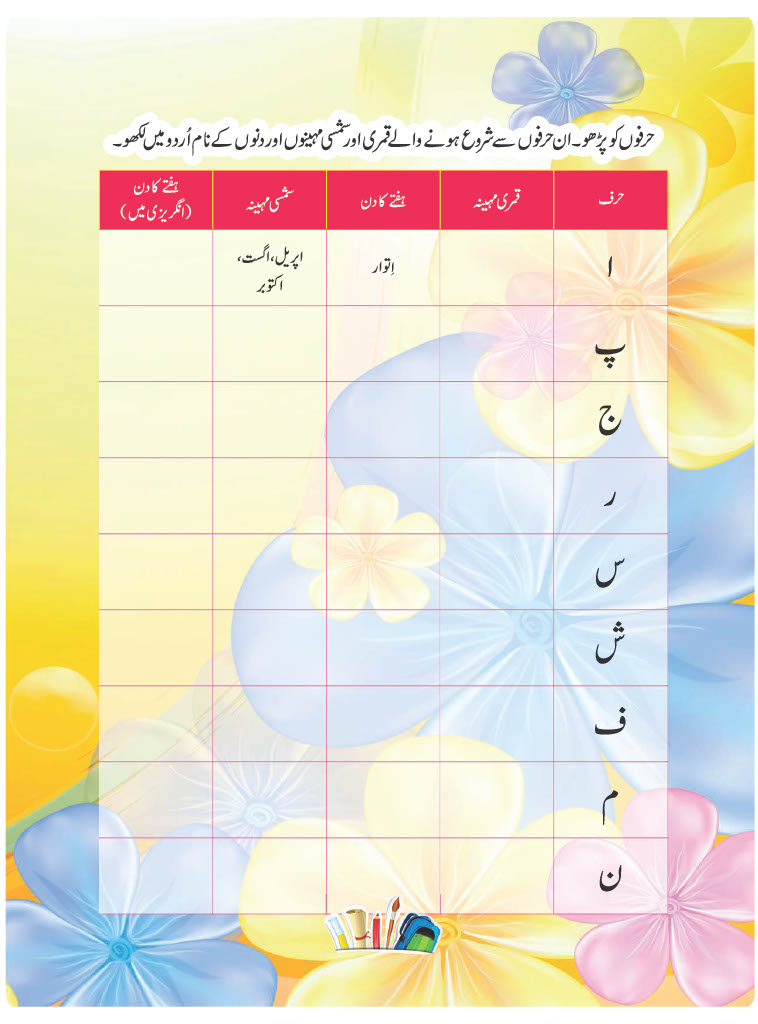 حرفوں کو پڑھو۔ ان حرفوں سے شروع ہونے والے قمری اور شمسی مہینوں اور دنوں کے نام اُردو میں لکھو۔
حرف
قمری مہینہ
ہفتے کا دن
شمسی مہینہ
ہفتے کا دن
(انگریزی میں)
ا
اِتوار
اپریل، اگست،
اکتوبر
پ
ج
ر
س
ش
ف
م
ن